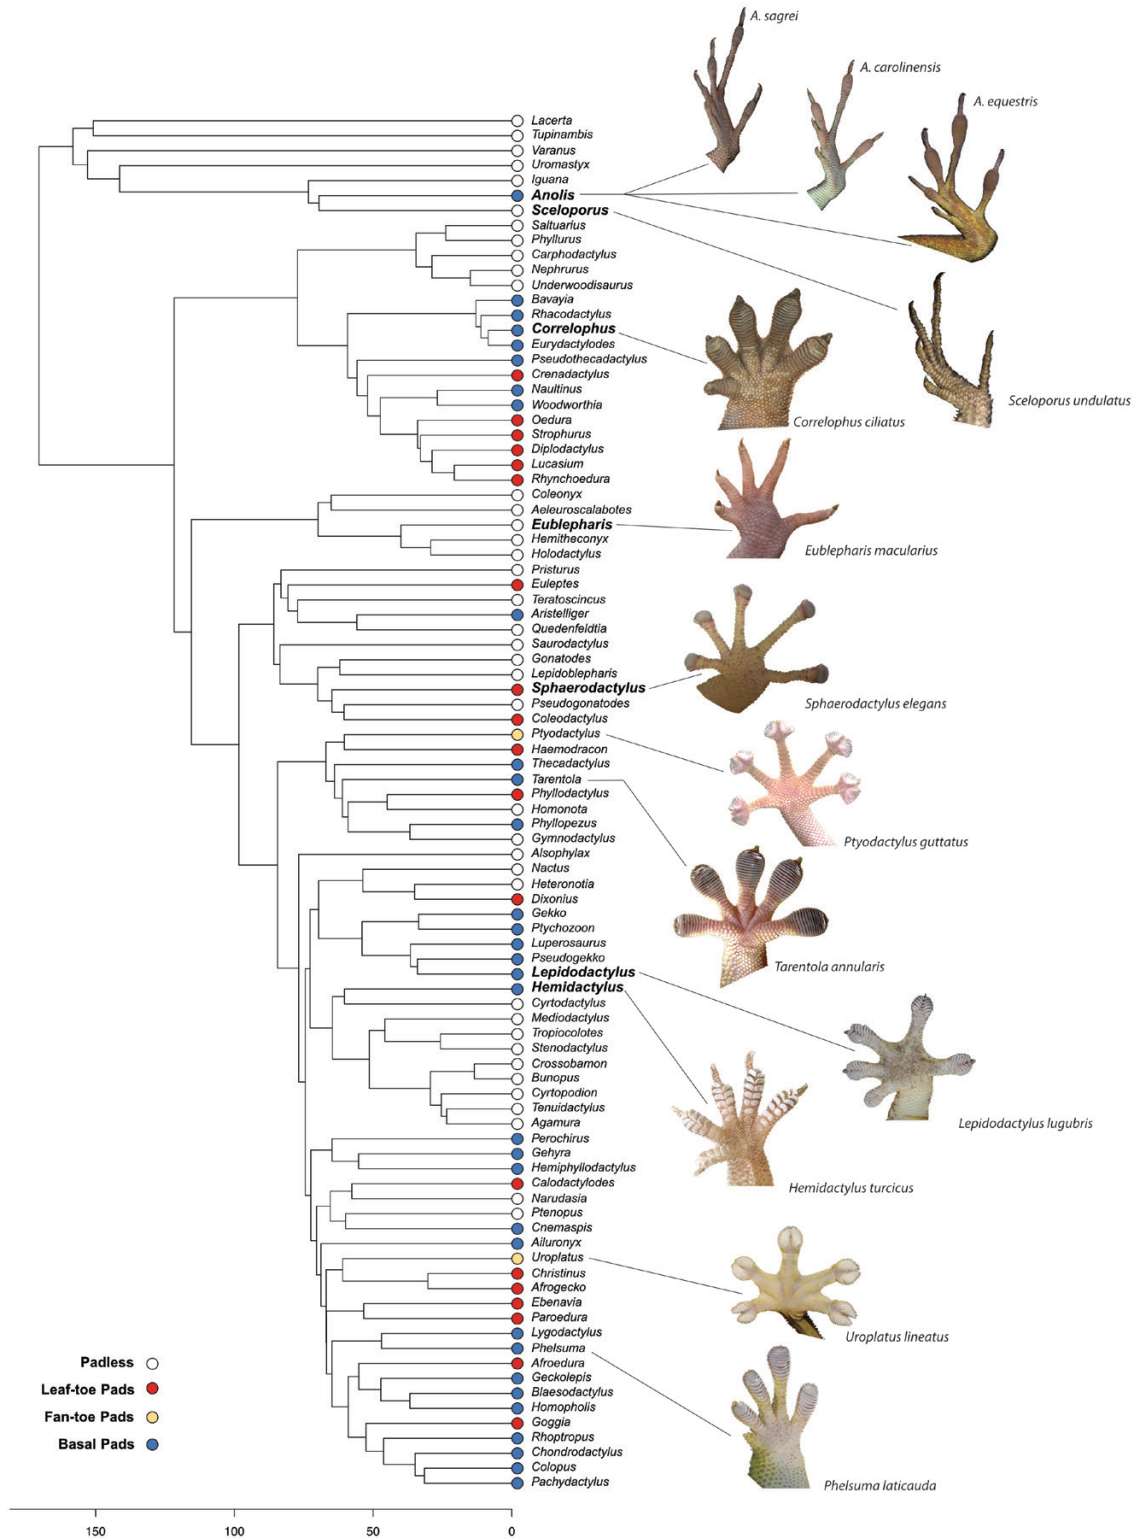 A. sagrei
A. carolinensis
A. equestris
Lacerta
Tupinambis
Varanus
Uromastyx
Iguana
Anolis
Sceloporus
Saltuarius
Phyllurus
Carphodactylus
Nephrurus
Underwoodisaurus
Bavayia
Rhacodactylus
Correlophus
Eurydactylodes
Pseudothecadactylus
Crenadactylus
Naultinus
Woodworthia
Oedura
Strophurus
Diplodactylus
Lucasium
Rhynchoedura
Coleonyx
Aeleuroscalabotes
Eublepharis
Hemitheconyx
Holodactylus
Pristurus
Euleptes
Teratoscincus
Aristelliger
Quedenfeldtia
Saurodactylus
Gonatodes
Lepidoblepharis
Sphaerodactylus
Pseudogonatodes
Coleodactylus
Ptyodactylus
Haemodracon
Thecadactylus
Tarentola
Phyllodactylus
Homonota
Phyllopezus
Gymnodactylus
Alsophylax
Nactus
Heteronotia
Dixonius
Gekko
Ptychozoon
Luperosaurus
Pseudogekko
Lepidodactylus
Hemidactylus
Cyrtodactylus
Mediodactylus
Tropiocolotes
Stenodactylus
Crossobamon
Bunopus
Cyrtopodion
Tenuidactylus
Agamura
Perochirus
Gehyra
Hemiphyllodactylus
Calodactylodes
Narudasia
Ptenopus
Cnemaspis
Ailuronyx
Uroplatus
Christinus
Afrogecko
Ebenavia
Paroedura
Lygodactylus
Phelsuma
Afroedura
Geckolepis
Blaesodactylus
Homopholis
Goggia
Rhoptropus
Chondrodactylus
Colopus
Pachydactylus
Sceloporus undulatus
Correlophus ciliatus
Eublepharis macularius
Sphaerodactylus elegans
Ptyodactylus guttatus
Tarentola annularis
Lepidodactylus lugubris
Hemidactylus turcicus
Uroplatus lineatus
Phelsuma laticauda
Padless
Leaf-toe Pads
Fan-toe Pads
Basal Pads
150 100 50 0